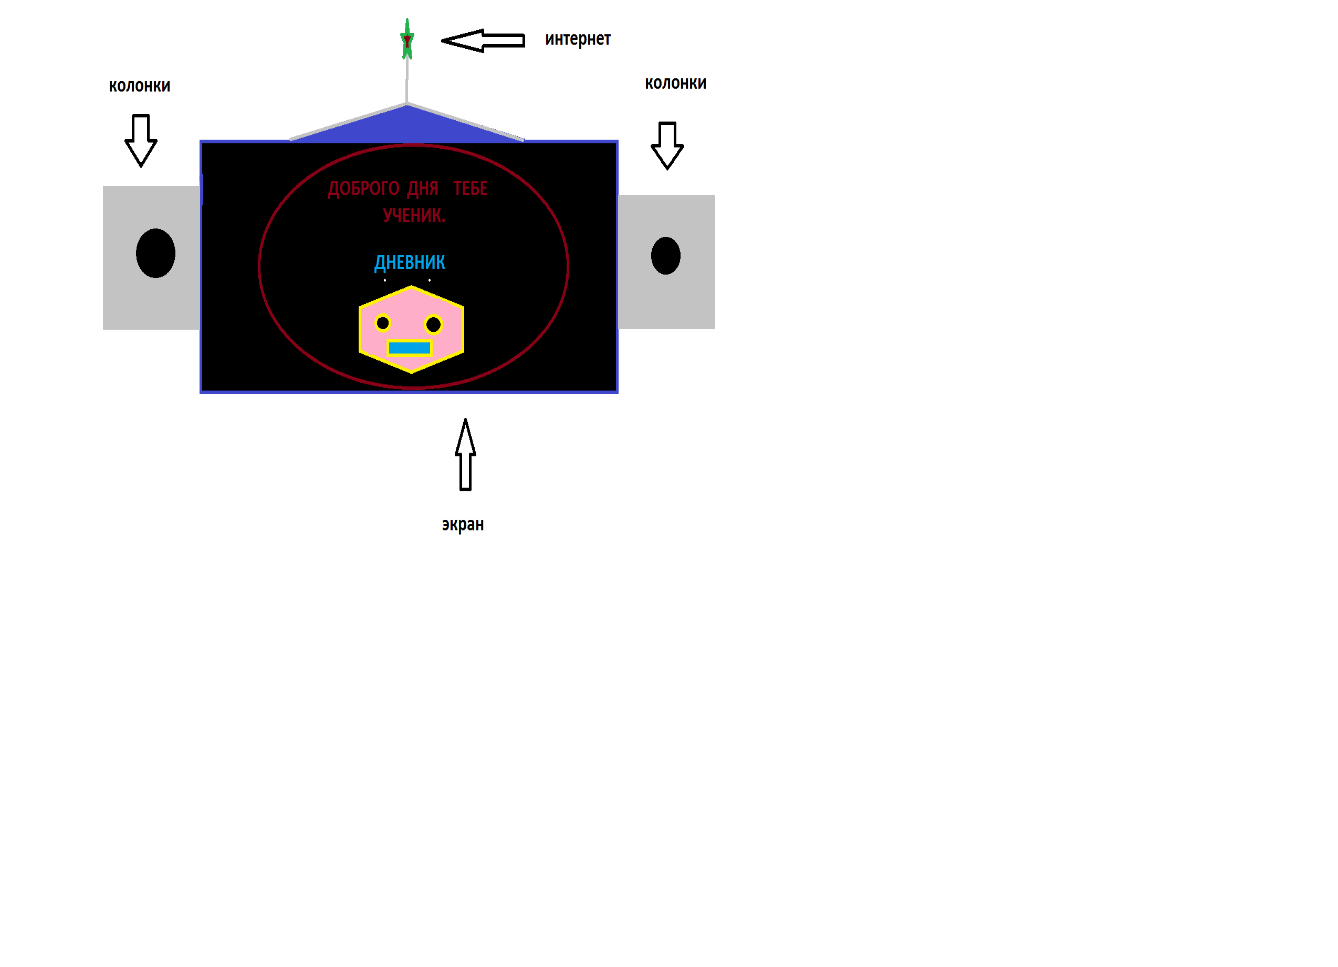 интернет
колонки
колонки
ДОБРОГО ДНЯ ТЕБЕ
УЧЕНИК.
ДНЕВНИК
экран